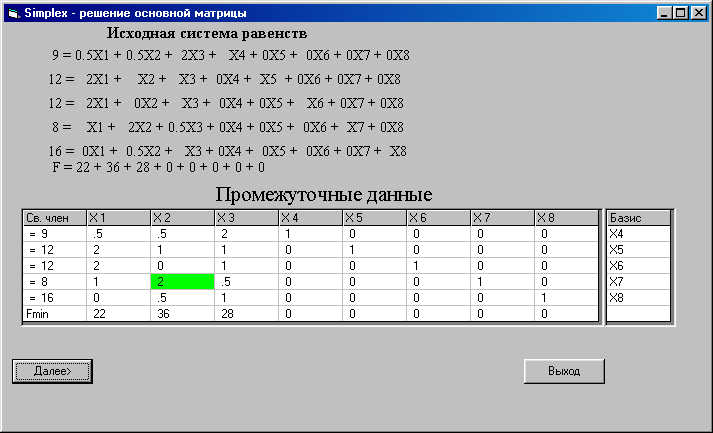 Simplex - решение основной матрицы
Исходная система равенств
9 = 0.5X1 + 0.5X2 + 2X3 + X4 + 0X5 + 0X6 + 0X7 + 0X8
12 = 2X1 + X2 + X3 + 0X4 + X5 + 0X6 + 0X7 + 0X8
12 = 2X1 + 0X2 + X3 + 0X4 + 0X5 + X6 + 0X7 + 0X8
8 = X1 + 2X2 + 0.5X3 + 0X4 + 0X5 + 0X6 + X7 + 0X8
16 = 0X1 + 0.5X2 + X3 + 0X4 + 0X5 + 0X6 + 0X7 + X8
F = 22 + 36 + 28 + 0 + 0 + 0 + 0 + 0
Промежуточные данные
Св. член X 1 X 2 X 3 X 4 X 5 X 6 X 7 X 8 Базис
= 9 .5 .5 2 1 0 0 0 0 X4
= 12 2 1 1 0 1 0 0 0 X5
= 12 2 0 1 0 0 1 0 0 X6
= 8 1 2 .5 0 0 0 1 0 X7
= 16 0 .5 1 0 0 0 0 1 X8
Fmin 22 36 28 0 0 0 0 0
Далее> Выход